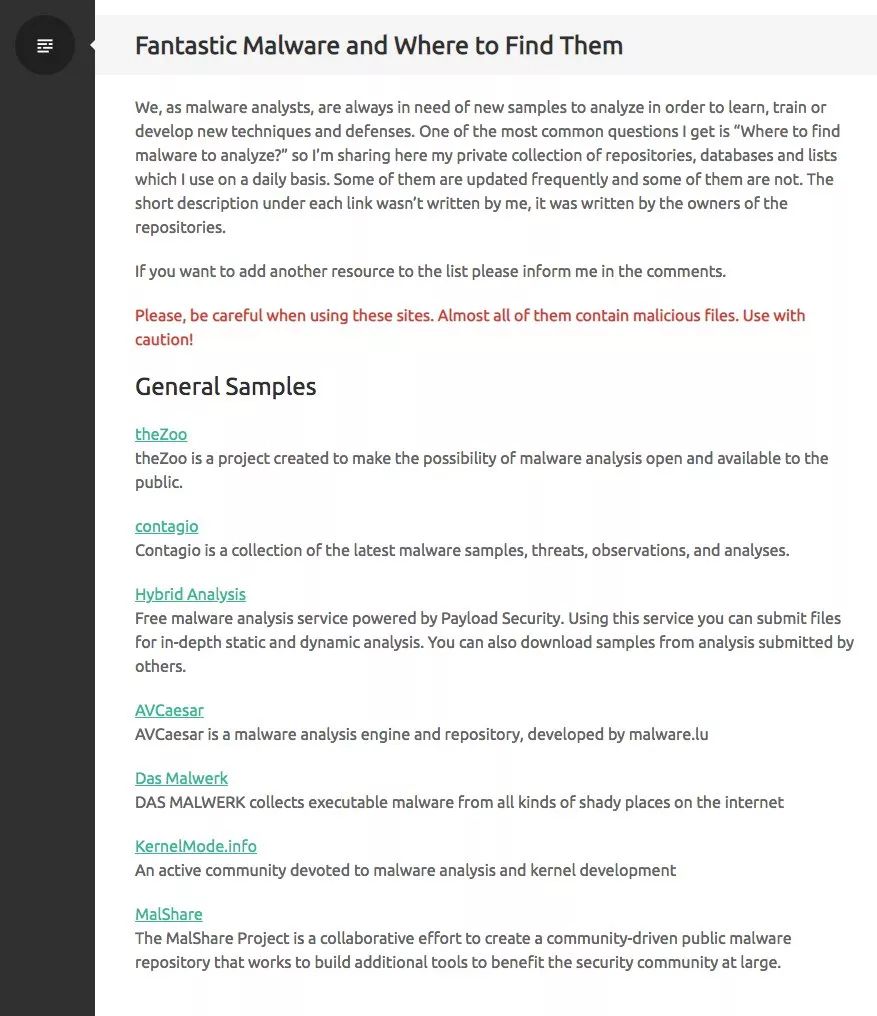 Fantastic Malware and Where to Find Them
We, as malware analysts, are always in need of new samples to analyze in order to learn, train or
develop new techniques and defenses. One of the most common questions I get is “Where to find
malware to analyze?” so I’m sharing here my private collection of repositories, databases and lists
which I use on a daily basis. Some of them are updated frequently and some of them are not. The
short description under each link wasn’t written by me, it was written by the owners of the
repositories.
If you want to add another resource to the list please inform me in the comments.
Please, be careful when using these sites. Almost all of them contain malicious files. Use with
caution!
General Samples
theZoo
theZoo is a project created to make the possibility of malware analysis open and available to the
public.
contagio
Contagio is a collection of the latest malware samples, threats, observations, and analyses.
Hybrid Analysis
Free malware analysis service powered by Payload Security. Using this service you can submit files
for in-depth static and dynamic analysis. You can also download samples from analysis submitted by
others.
AVCaesar
AVCaesar is a malware analysis engine and repository, developed by malware.lu
Das Malwerk
DAS MALWERK collects executable malware from all kinds of shady places on the internet
KernelMode.info
An active community devoted to malware analysis and kernel development
MalShare
The MalShare Project is a collaborative effort to create a community-driven public malware
repository that works to build additional tools to benefit the security community at large.